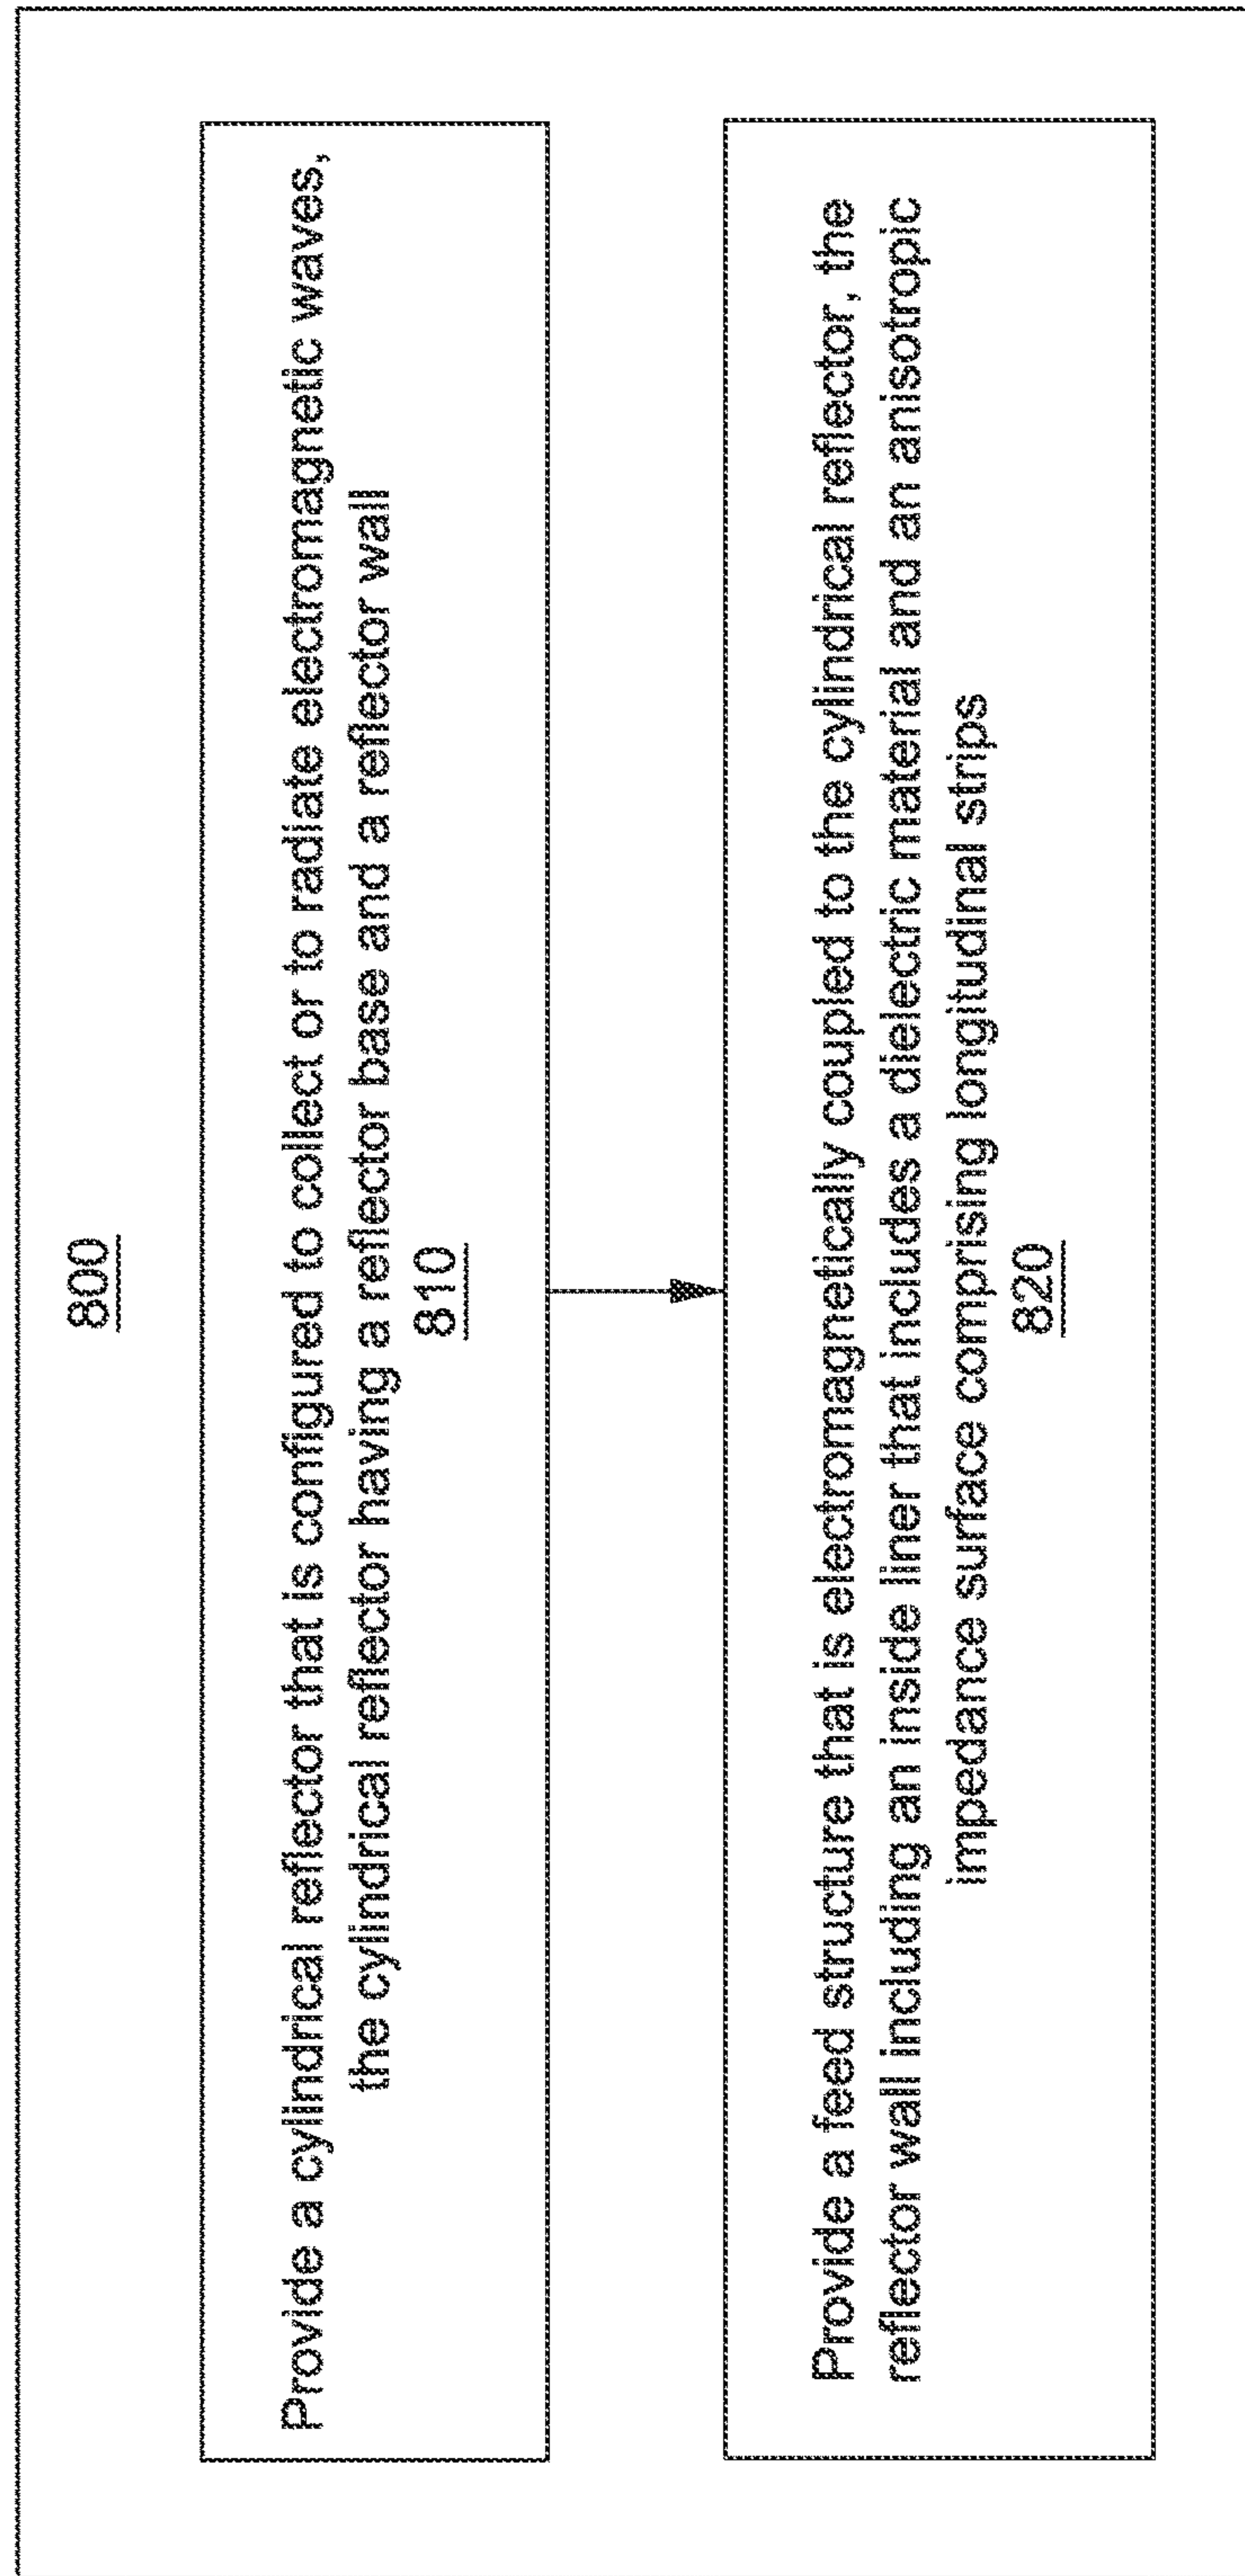 800
Provide a cylindrical reflector that is configured to collect or to radiate electromagnetic waves,
the cylindrical reflector having a reflector base and a reflector wall
810
Provide a feed structure that is electromagnetically coupled to the cylindrical reflector, the
reflector wall including an inside liner that includes a dielectric material and an anisotropic
impedance surface comprising longitudinal strips
820